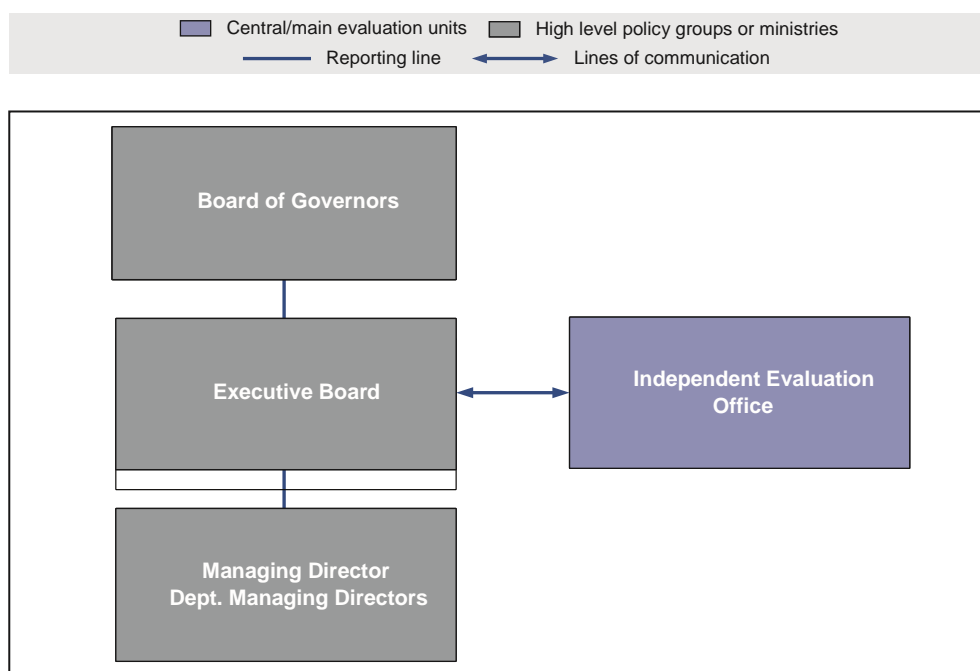 Central/main evaluation units High level policy groups or ministries
Reporting line Lines of communication
Board of Governors
Executive Board
Independent Evaluation
Office
Managing Director
Dept. Managing Directors